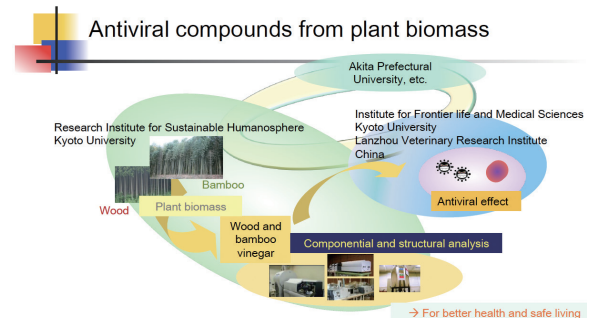 Antiviral compounds from plant biomass
Akita Prefectural
University, etc.
Institute for Frontier life and Medical Sciences
Kyoto University
Lanzhou Veterinary Research Institute
China
Research Institute for Sustainable Humanosphere
Kyoto University
Bamboo
Wood
Plant biomass
Antiviral effect
Wood and
bamboo
vinegar
Componential and structural analysis
→ For better health and safe living